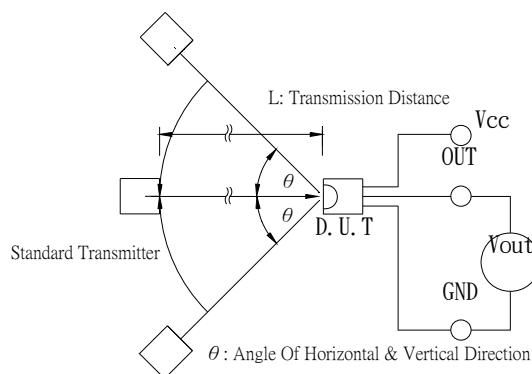 L: Transmission Distance
Vcc
OUT
θ
θ
D.U.T
Standard Transmitter
Vout
GND
θ : Angle Of Horizontal & Vertical Direction